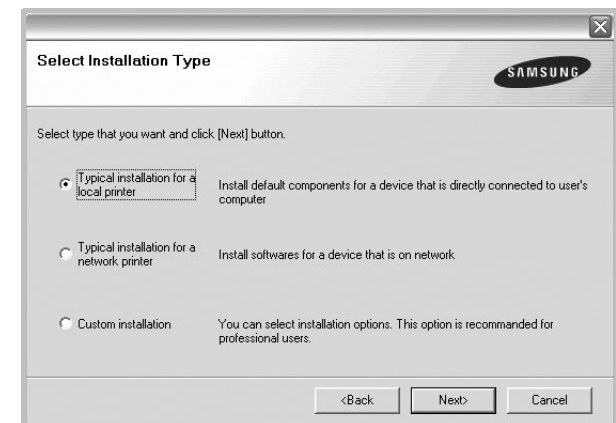 Select Installation Type
SAMSUNG
Select type that you want and click [Next] button.
Typical installation for a
local printer
Install default components for a device that is directly connected to user's
computer
Typical installation for a
network printer
Install softwares for a device that is on network
Custom installation
You can select installation options. This option is recommanded for
professional users.
<Back
Next>
Cancel